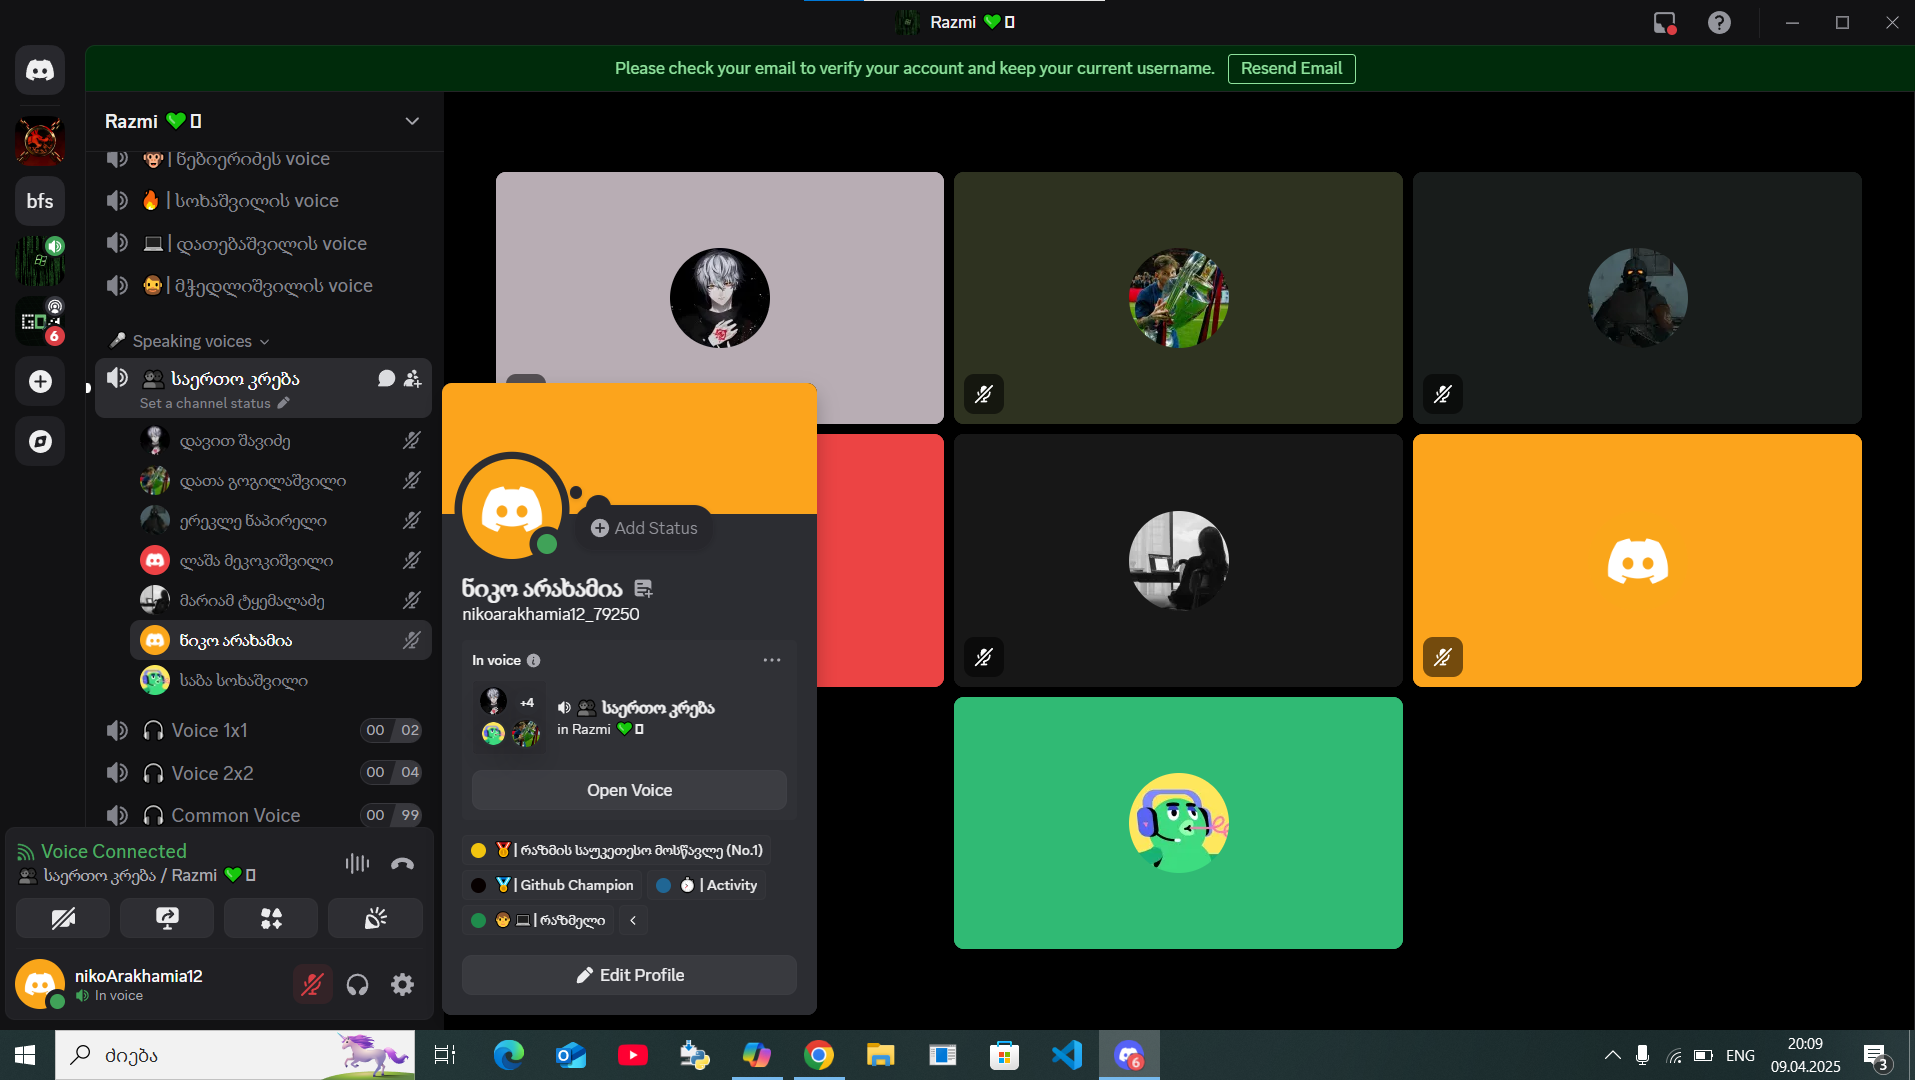 Razmi 💚
Please check your email to verify your account and keep your current username. Resend Email
Razmi 💚
| ნებიერიძეს voice
bfs
| სოხაშვილის voice
| დათებაშვილის voice
| მჭედლიშვილის voice
Speaking voices
6
საერთო კრება
Set a channel status
დავით შავიძე
დათა გოგილაშვილი
ერეკლე ნაპირელი
ლაშა მეკოკიშვილი
მარიამ ტყემალაძე
ნიკო არახამია
საბა სოხაშვილი
Voice 1x1 00 02
Voice 2x2 00 04
Common Voice 00 99
Voice Connected
საერთო კრება / Razmi 💚
nikoArakhamia12
In voice
Add Status
ნიკო არახამია
nikoarakhamia12_79250
In voice
+4
საერთო კრება
in Razmi 💚
Open Voice
| რაზმის საუკეთესო მოსწავლე (No.1)
| Github Champion
| Activity
| რაზმელი
Edit Profile
ძიება
6
ENG
20:09
09.04.2025
3